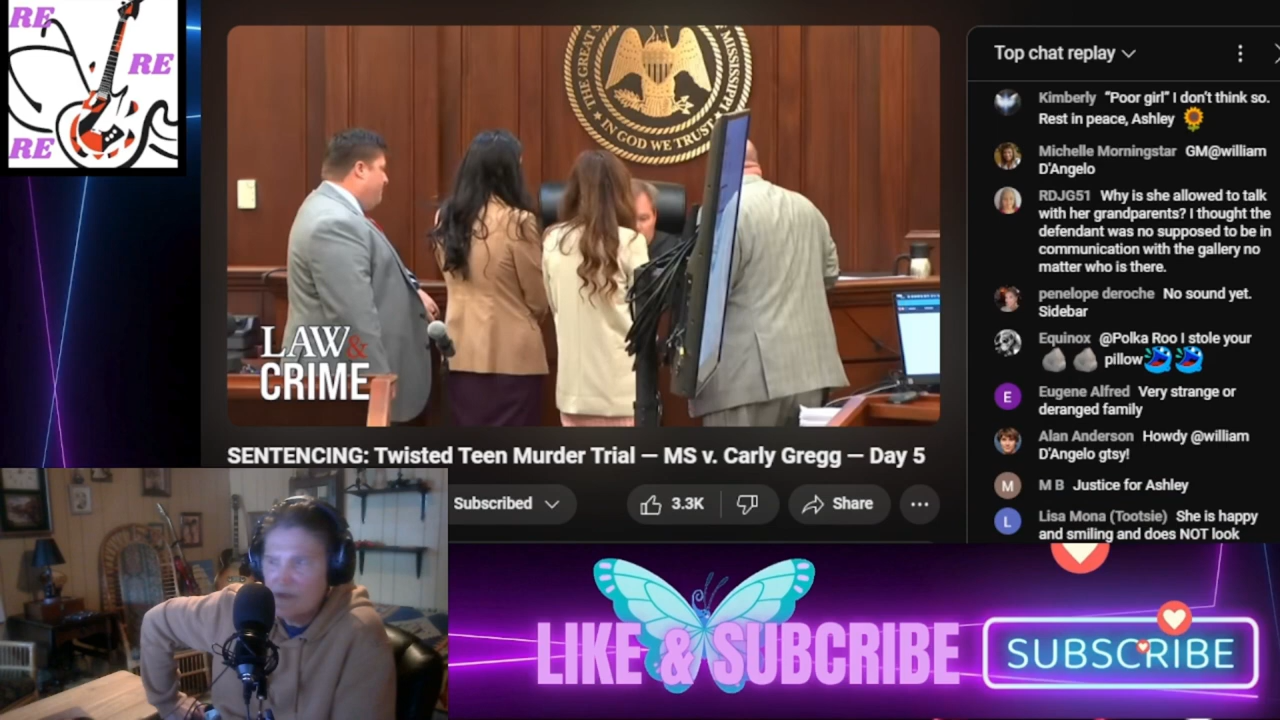 RE
RE
RE
THE GREAT S
MISSISSIPPI
IN GOD WE TRUST
LAW&
CRIME
SENTENCING: Twisted Teen Murder Trial — MS v. Carly Gregg — Day 5
Subscribed
3.3K
Share
Top chat replay
Kimberly “Poor girl” I don't think so.
Rest in peace, Ashley 🌻
Michelle Morningstar GM@william
D'Angelo
RDJG51 Why is she allowed to talk
with her grandparents? I thought the
defendant was no supposed to be in
communication with the gallery no
matter who is there.
penelope deroche No sound yet.
Sidebar
Equinox @Polka Roo I stole your
pillow
E
Eugene Alfred Very strange or
deranged family
Alan Anderson Howdy @william
D'Angelo gtsy!
M
M B Justice for Ashley
L
Lisa Mona (Tootsie) She is happy
and smiling and does NOT look
LIKE & SUBCRIBE
SUBSCRIBE